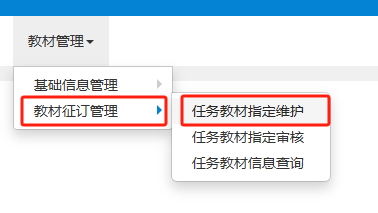 教材管理
基础信息管理
教材征订管理
任务教材指定维护
任务教材指定审核
任务教材信息查询